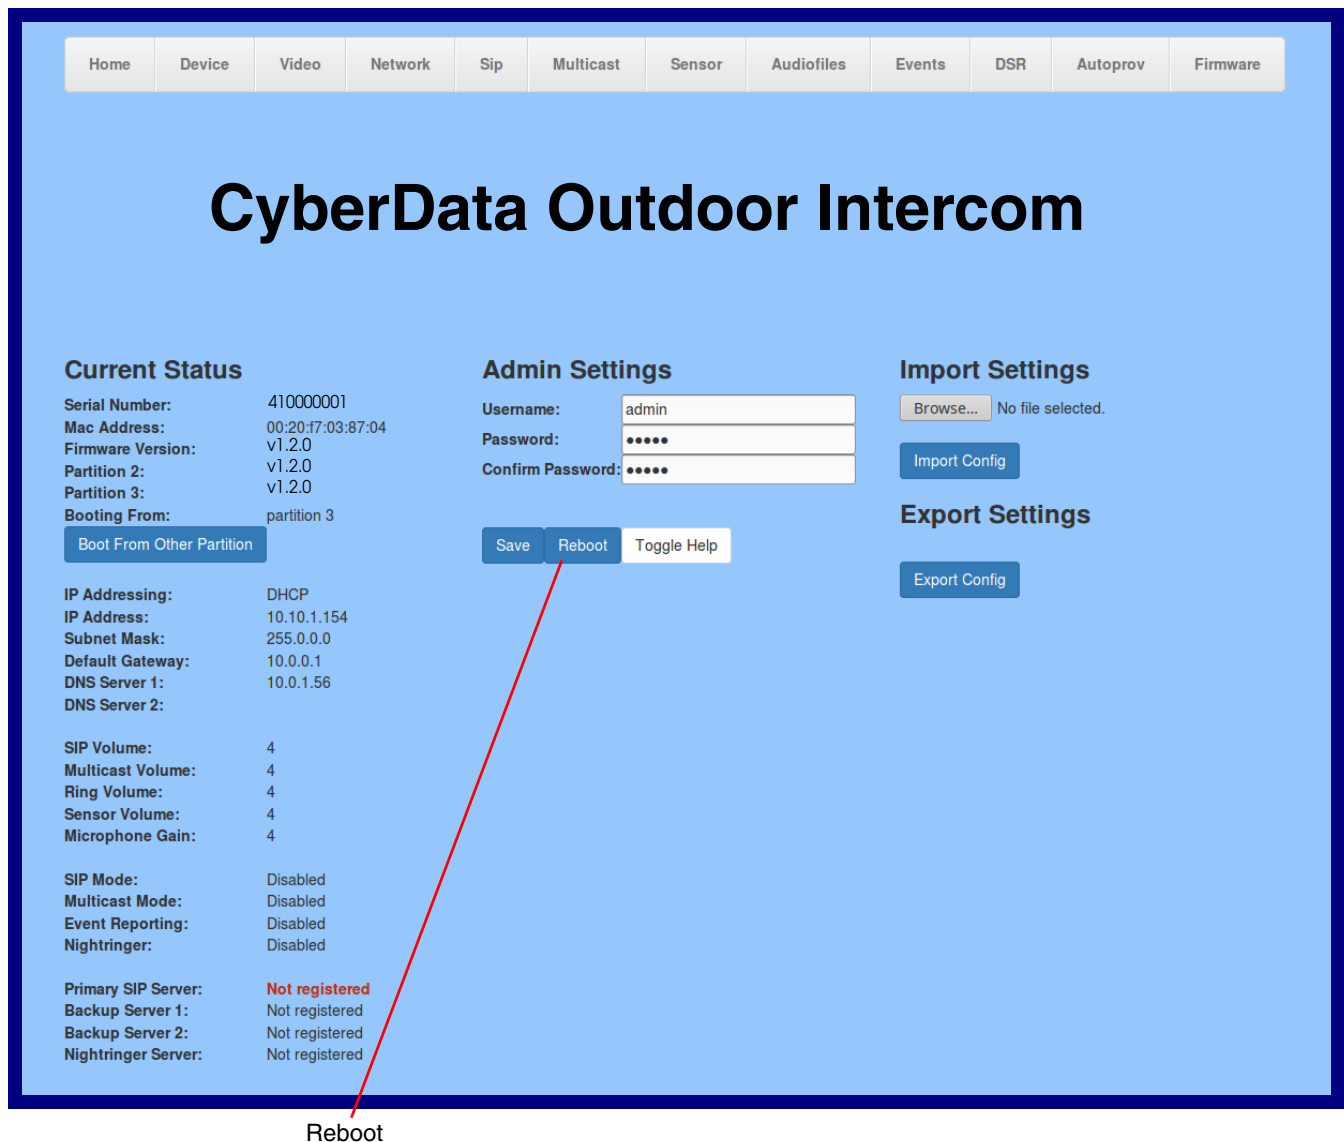 Home Device Video Network Sip Multicast Sensor Audiofiles Events DSR Autoprov Firmware
CyberData Outdoor Intercom
Current Status
Serial Number: 410000001
Mac Address: 00:20:f7:03:87:04
Firmware Version: v1.2.0
Partition 2: v1.2.0
Partition 3: v1.2.0
Booting From: partition 3
Boot From Other Partition
IP Addressing: DHCP
IP Address: 10.10.1.154
Subnet Mask: 255.0.0.0
Default Gateway: 10.0.0.1
DNS Server 1: 10.0.1.56
DNS Server 2:
SIP Volume: 4
Multicast Volume: 4
Ring Volume: 4
Sensor Volume: 4
Microphone Gain: 4
SIP Mode: Disabled
Multicast Mode: Disabled
Event Reporting: Disabled
Nightringer: Disabled
Primary SIP Server: Not registered
Backup Server 1: Not registered
Backup Server 2: Not registered
Nightringer Server: Not registered
Admin Settings
Username: admin
Password: •••••
Confirm Password: •••••
Save Reboot Toggle Help
Import Settings
Browse... No file selected.
Import Config
Export Settings
Export Config
Reboot